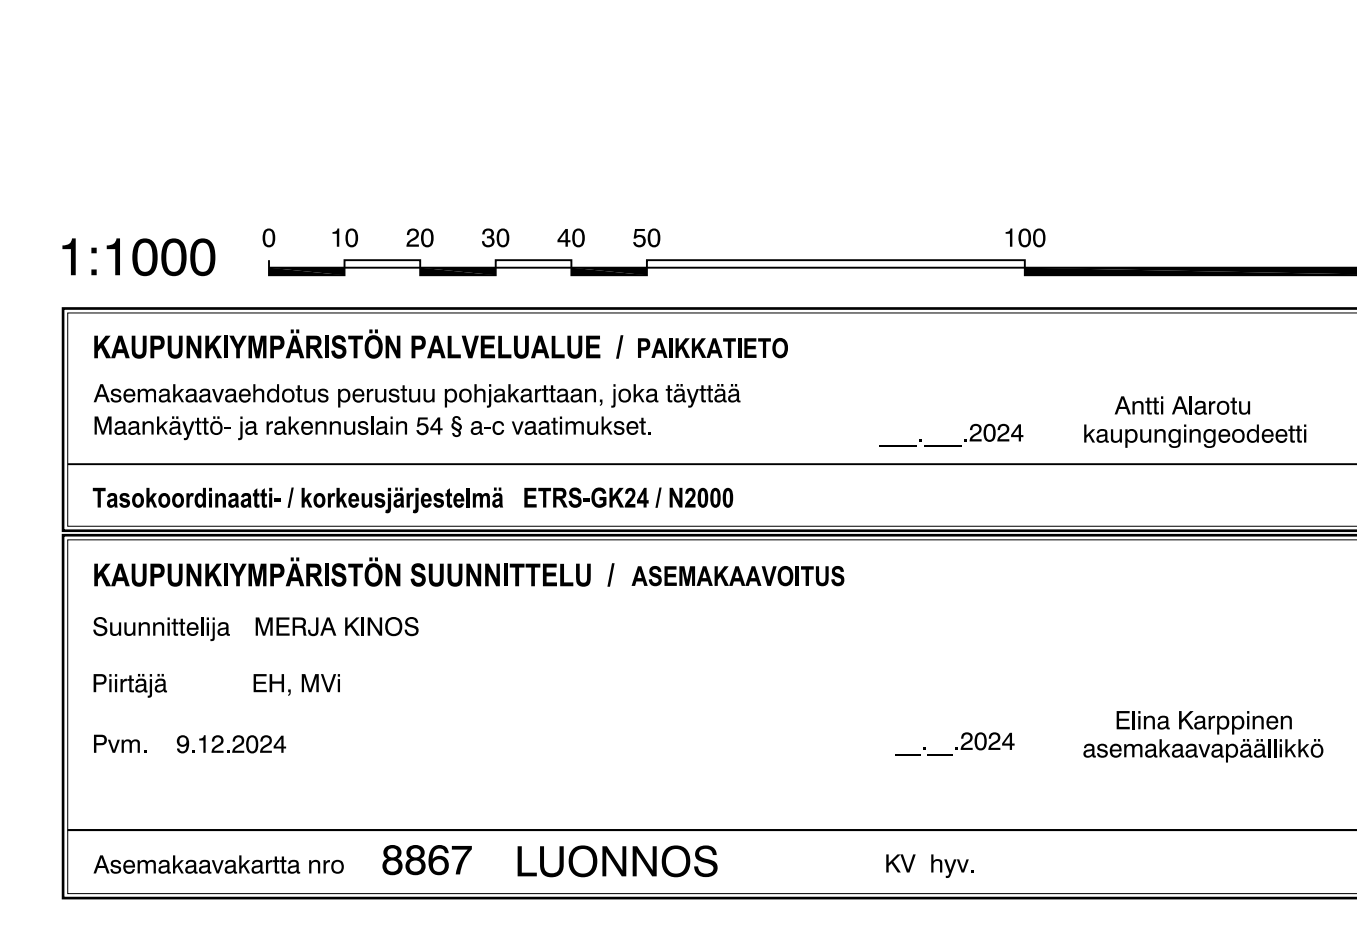 1:1000 0 10 20 30 40 50 100
KAUPUNKIYMPÄRISTÖN PALVELUALUE / PAIKKATIETO
Asemakaavaehdotus perustuu pohjakarttaan, joka täyttää
Maankäyttö- ja rakennuslain 54 § a-c vaatimukset.
__.__.2024
Antti Alarotu
kaupungingeodeetti
Tasokoordinaatti- / korkeusjärjestelmä ETRS-GK24 / N2000
KAUPUNKIYMPÄRISTÖN SUUNNITTELU / ASEMAKAAVOITUS
Suunnittelija MERJA KINOS
Piirtäjä EH, MVi
Pvm. 9.12.2024
__.__.2024
Elina Karppinen
asemakaavapäällikkö
Asemakaavakartta nro 8867 LUONNOS KV hyv.